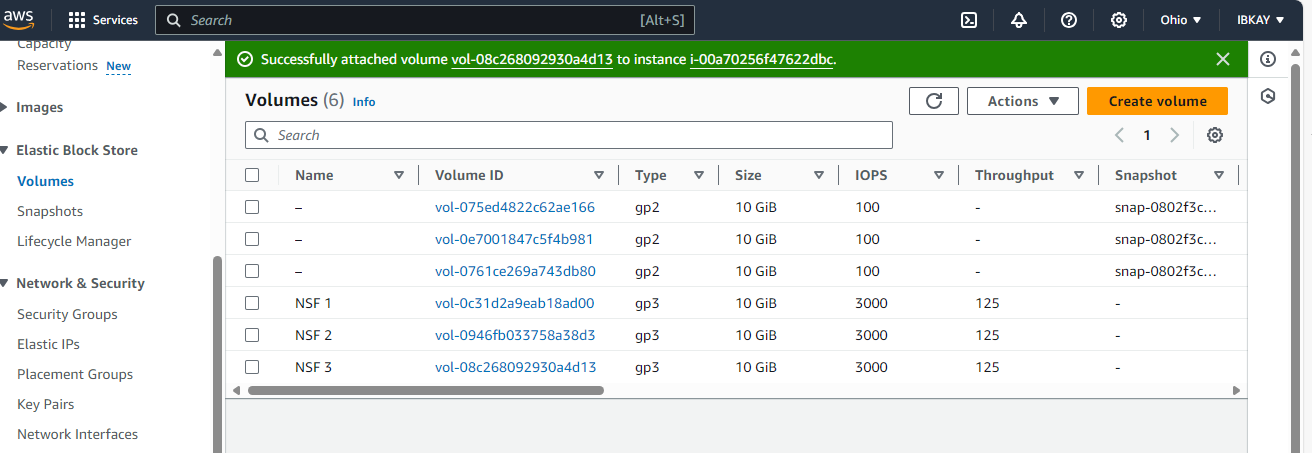 aws Services Search [Alt+S] Ohio IBKAY
Capacity
Reservations New
Images
Elastic Block Store
Volumes
Snapshots
Lifecycle Manager
Network & Security
Security Groups
Elastic IPs
Placement Groups
Key Pairs
Network Interfaces
Successfully attached volume vol-08c268092930a4d13 to instance i-00a70256f47622dbc.
Volumes (6) Info Actions Create volume
Search 1
Name Volume ID Type Size IOPS Throughput Snapshot
– vol-075ed4822c62ae166 gp2 10 GiB 100 - snap-0802f3c...
– vol-0e7001847c5f4b981 gp2 10 GiB 100 - snap-0802f3c...
– vol-0761ce269a743db80 gp2 10 GiB 100 - snap-0802f3c...
NSF 1 vol-0c31d2a9eab18ad00 gp3 10 GiB 3000 125 -
NSF 2 vol-0946fb033758a38d3 gp3 10 GiB 3000 125 -
NSF 3 vol-08c268092930a4d13 gp3 10 GiB 3000 125 -